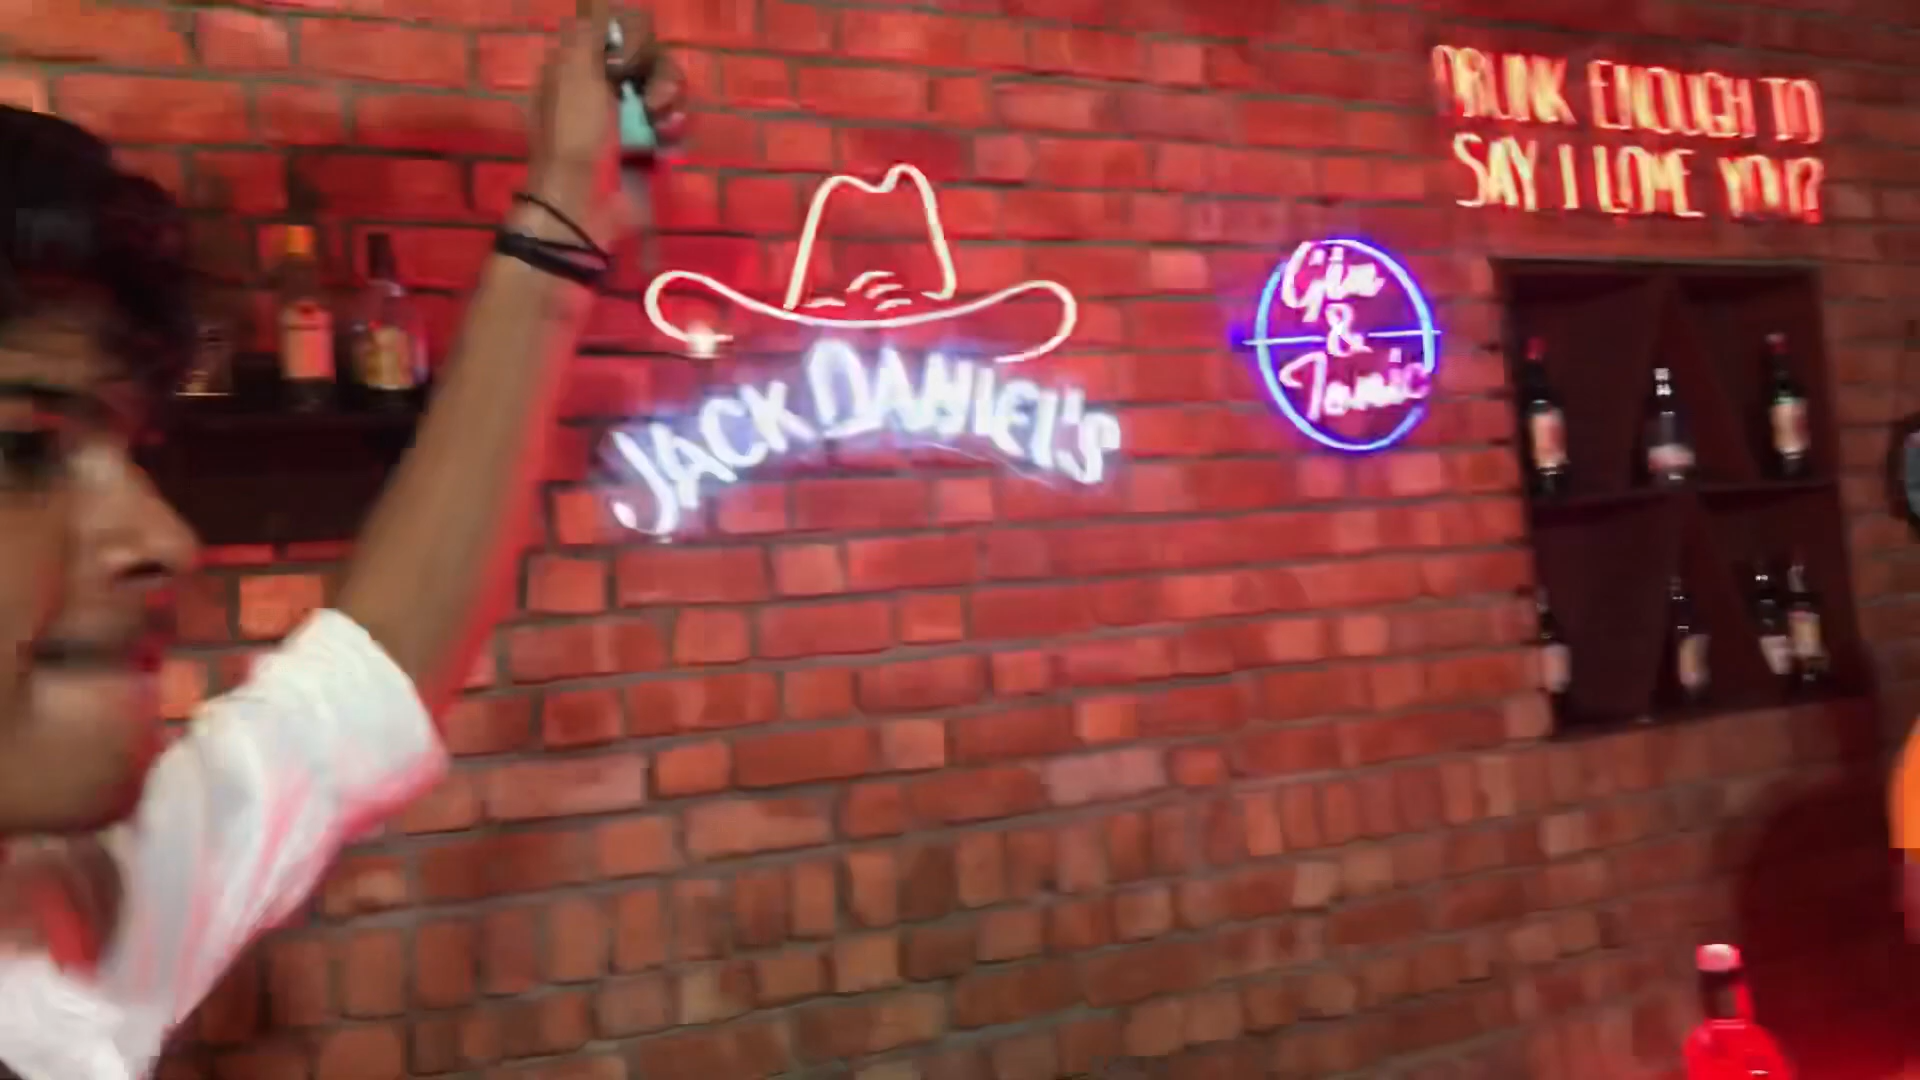 DRUNK ENOUGH TO
SAY I LOVE YOU?
Gin
&
Tonic
JACK DANIEL'S